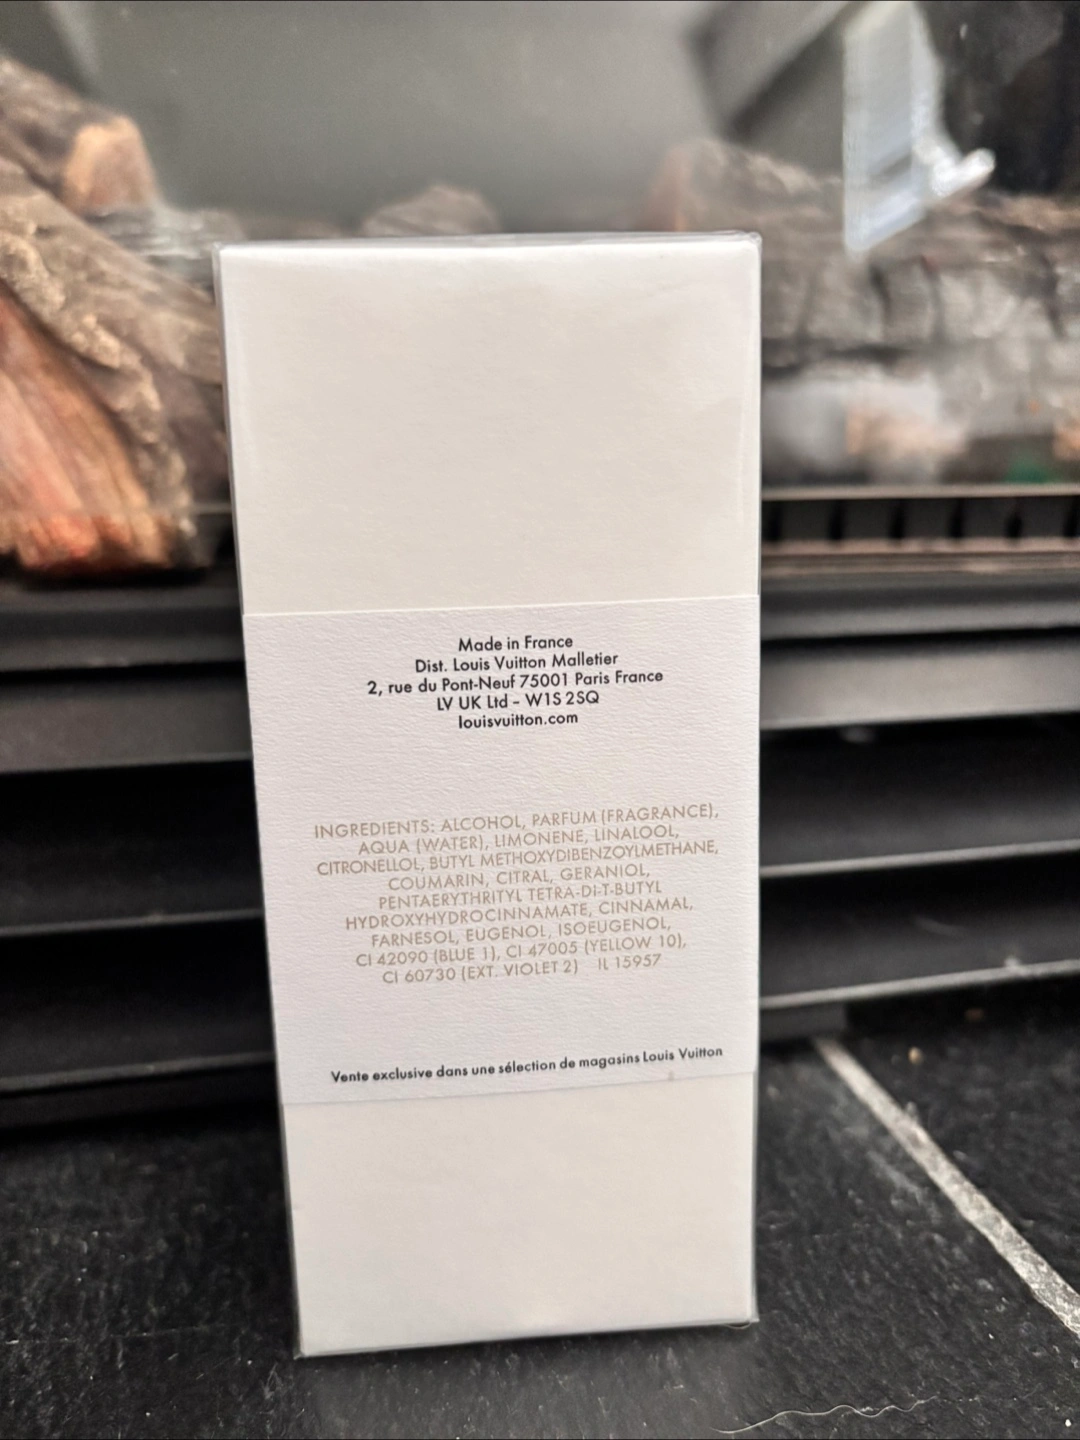 Made in France
Dist. Louis Vuitton Malletier
2, rue du Pont-Neuf 75001 Paris France
LV UK Ltd - W1S 2SQ
louisvuitton.com
INGREDIENTS: ALCOHOL, PARFUM (FRAGRANCE),
AQUA (WATER), LIMONENE, LINALOOL,
CITRONELLOL, BUTYL METHOXYDIBENZOYLMETHANE,
COUMARIN, CITRAL, GERANIOL,
PENTAERYTHRITYL TETRA-DI-T-BUTYL
HYDROXYHYDROCINNAMATE, CINNAMAL,
FARNESOL, EUGENOL, ISOEUGENOL,
CI 42090 (BLUE 1), CI 47005 (YELLOW 10),
CI 60730 (EXT. VIOLET 2) IL 15957
Vente exclusive dans une sélection de magasins Louis Vuitton